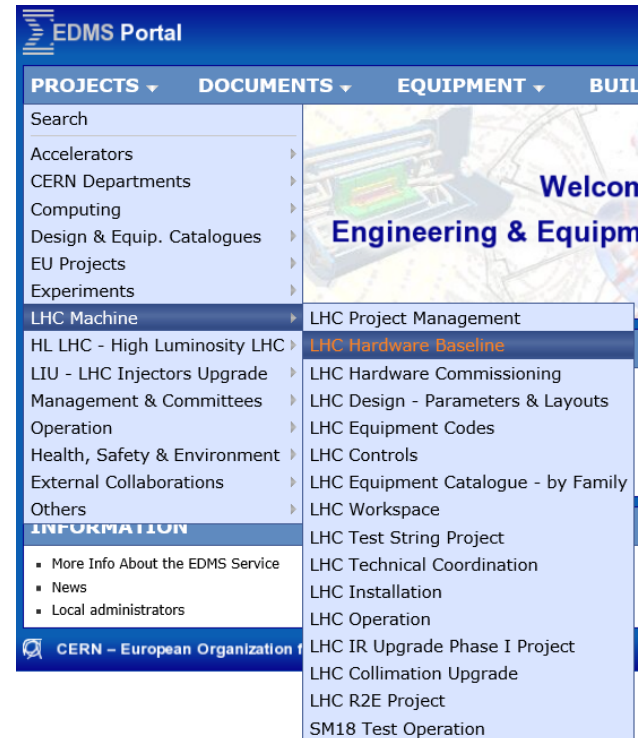 EDMS Portal
PROJECTS DOCUMENTS EQUIPMENT
Search
Accelerators
CERN Departments
Computing
Design & Equip. Catalogues
EU Projects
Experiments
LHC Machine
HL LHC - High Luminosity LHC
LIU - LHC Injectors Upgrade
Management & Committees
Operation
Health, Safety & Environment
External Collaborations
Others
Engineering &
LHC Project Management
LHC Hardware Baseline
LHC Hardware Commissioning
LHC Design - Parameters & Layouts
LHC Equipment Codes
LHC Controls
LHC Equipment Catalogue - by Family
LHC Workspace
LHC Test String Project
LHC Technical Coordination
LHC Installation
LHC Operation
LHC IR Upgrade Phase I Project
LHC Collimation Upgrade
LHC R2E Project
SM18 Test Operation
INFORMATION
More Info About the EDMS Service
News
Local administrators
CERN – European Organization